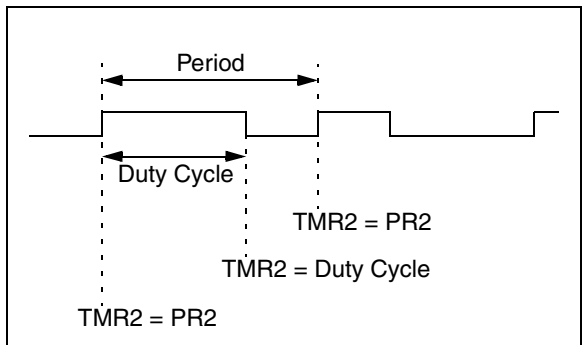 Period
Duty Cycle
TMR2 = PR2
TMR2 = Duty Cycle
TMR2 = PR2